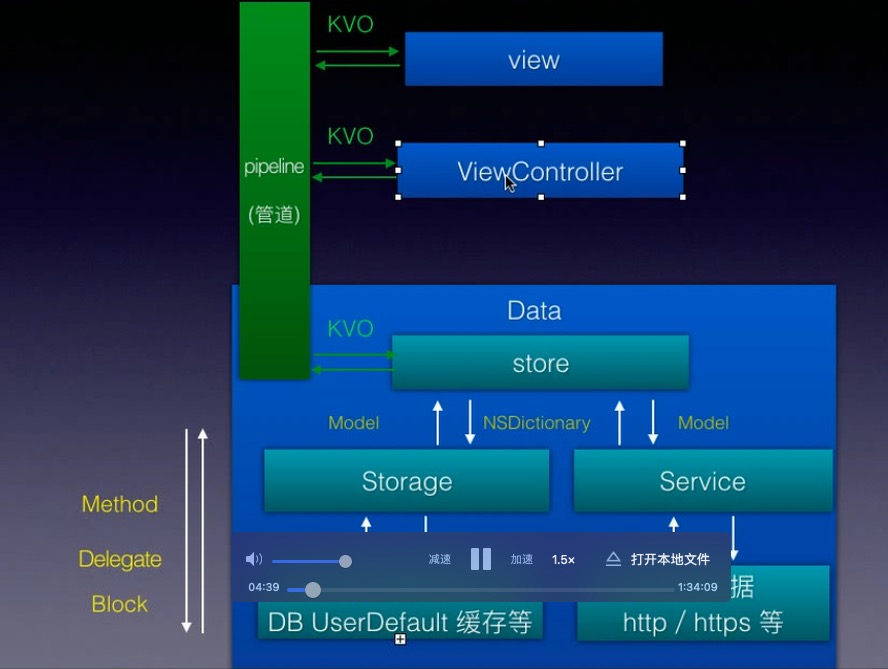 KVO
view
KVO
ViewController
pipeline
(管道)
Data
KVO
store
Model
NSDictionary
Model
Storage
Service
Method
Delegate
Block
减速
加速
1.5×
打开本地文件
04:39
1:34:09
据
DB UserDefault 缓存等
http / https 等